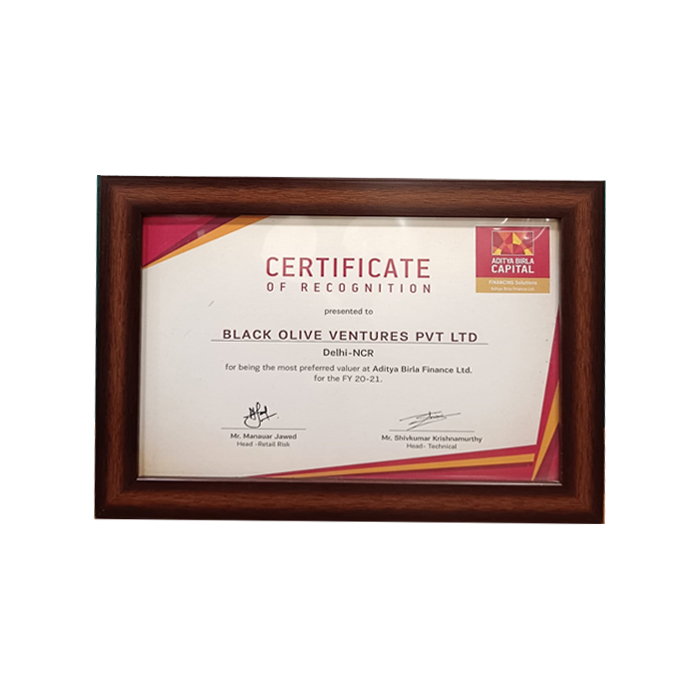 CERTIFICATE
OF RECOGNITION
ADITYA BIRLA
CAPITAL
FINANCING Solutions
Aditya Birla Finance Ltd.
presented to
BLACK OLIVE VENTURES PVT LTD
Delhi-NCR
for being the most preferred valuer at Aditya Birla Finance Ltd.
for the FY 20-21.
Mr. Manauar Jawed
Head -Retail Risk
Mr. Shivkumar Krishnamurthy
Head- Technical